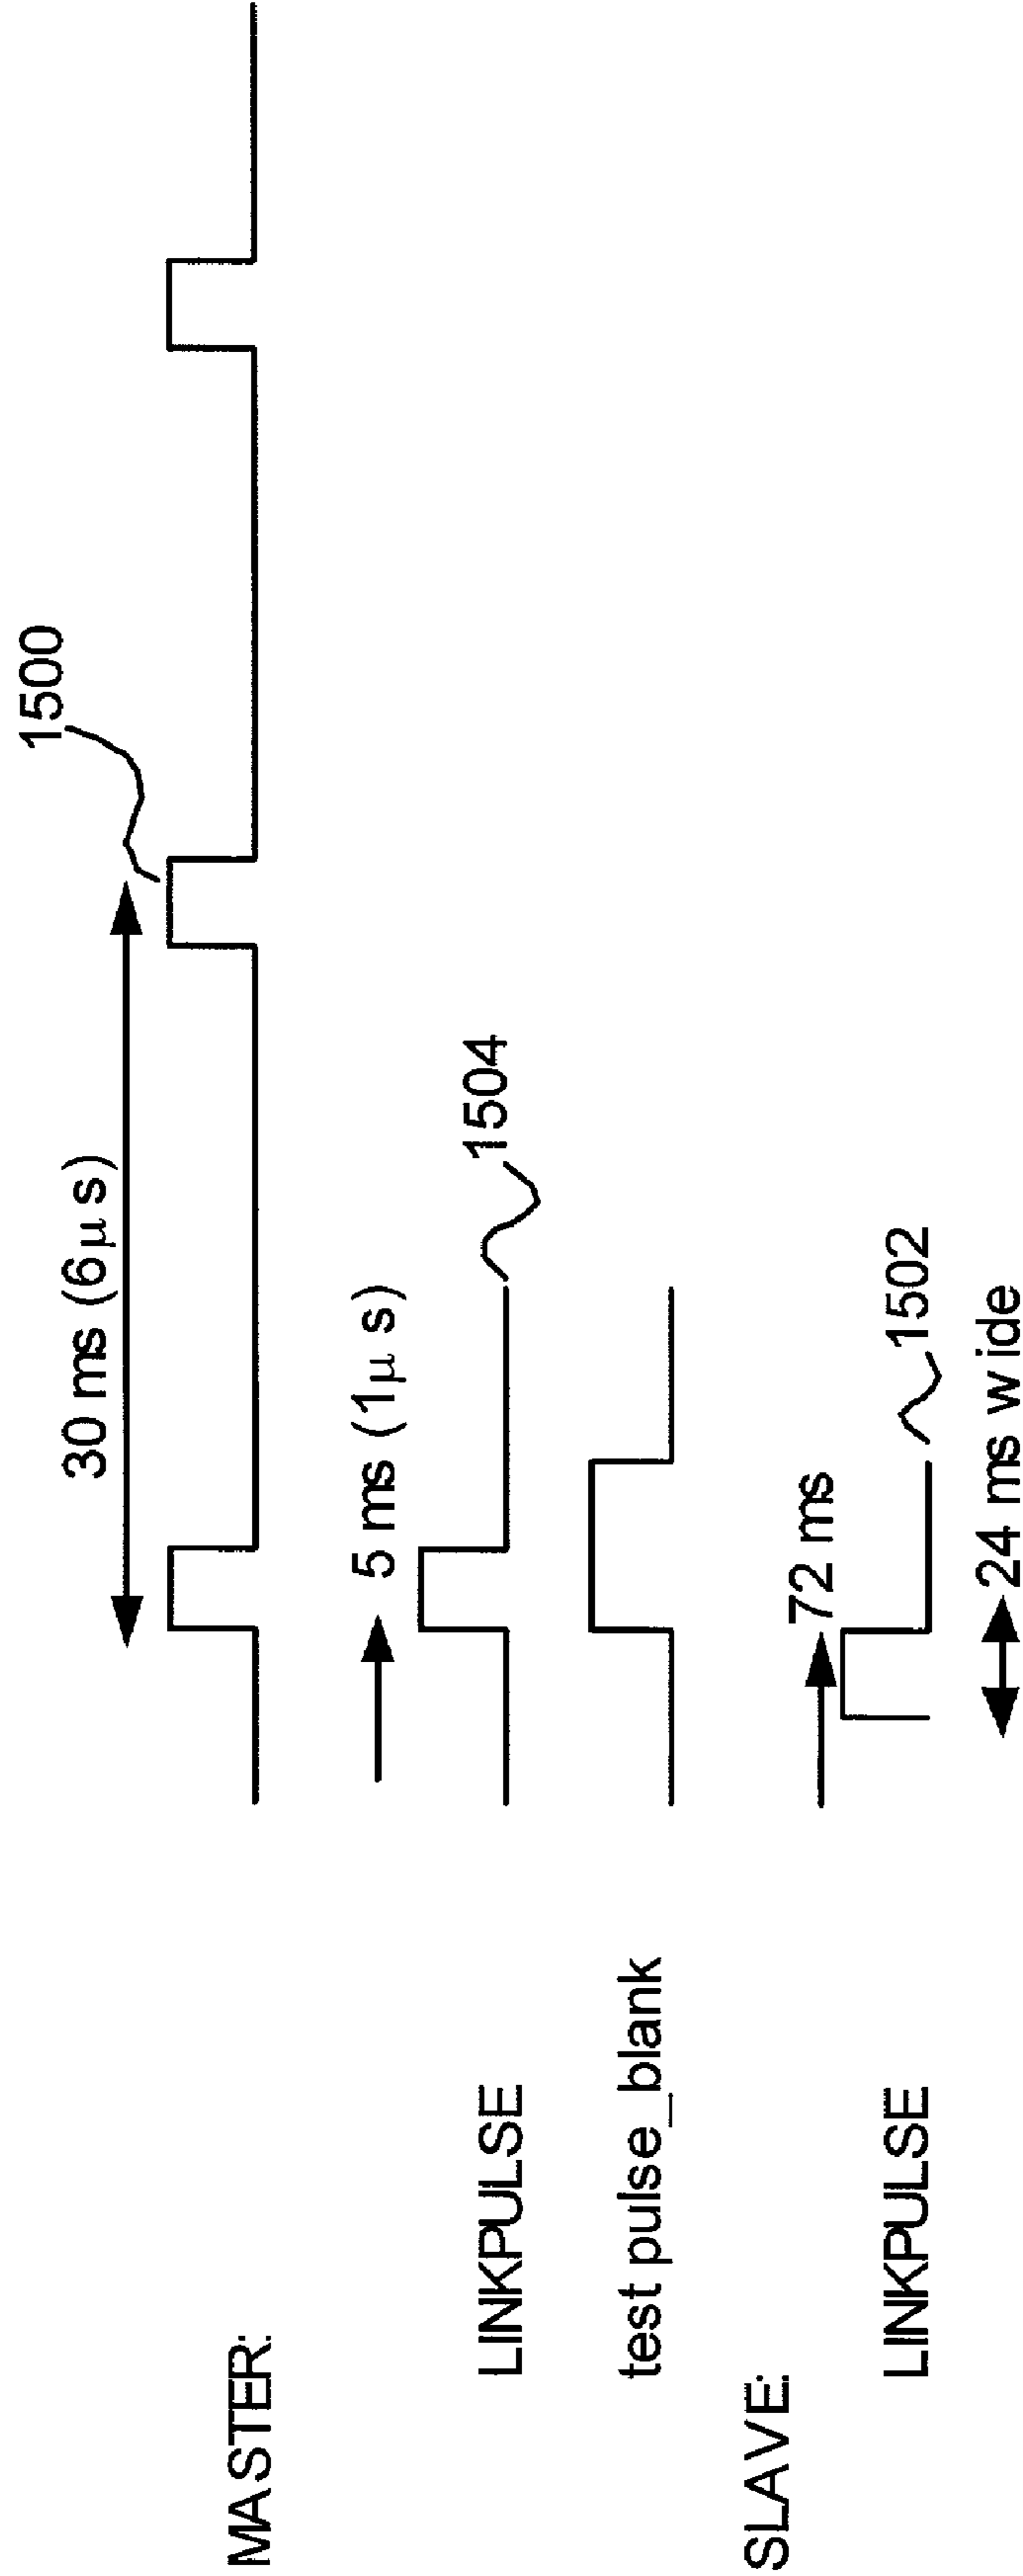 1500
30 ms (6μs)
MASTER:
5 ms (1μs)
1504
LINKPULSE
test pulse_blank
SLAVE:
72 ms
1502
LINKPULSE
24 ms wide